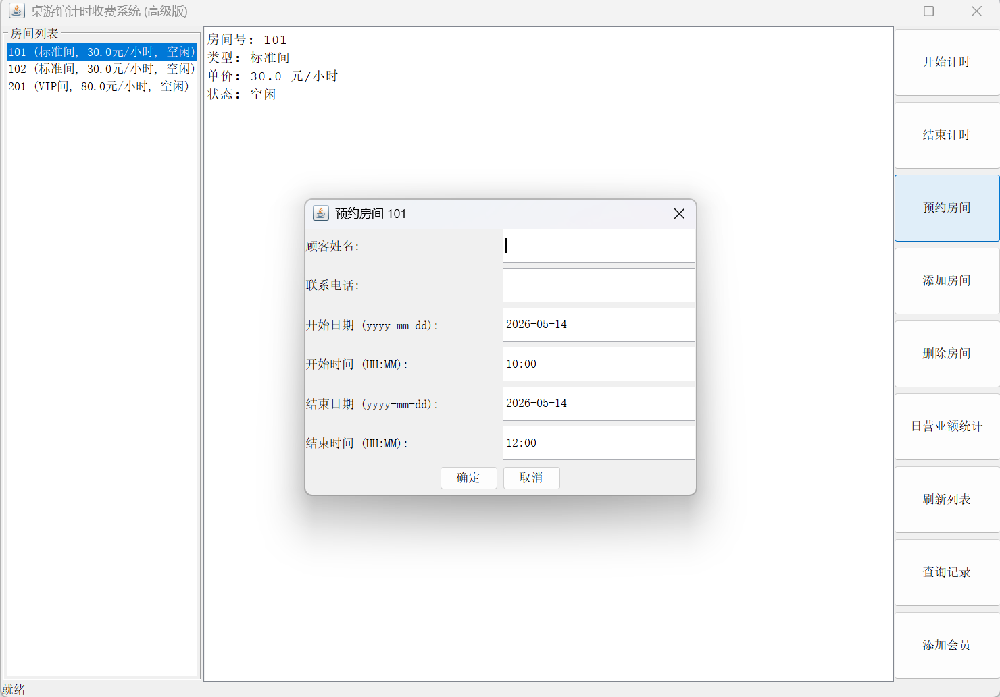 桌游馆计时收费系统 (高级版)
房间列表
101 (标准间, 30.0元/小时, 空闲)
102 (标准间, 30.0元/小时, 空闲)
201 (VIP间, 80.0元/小时, 空闲)
房间号: 101
类型: 标准间
单价: 30.0 元/小时
状态: 空闲
预约房间 101
顾客姓名:
联系电话:
开始日期 (yyyy-mm-dd): 2026-05-14
开始时间 (HH:MM): 10:00
结束日期 (yyyy-mm-dd): 2026-05-14
结束时间 (HH:MM): 12:00
确定 取消
开始计时
结束计时
预约房间
添加房间
删除房间
日营业额统计
刷新列表
查询记录
添加会员
就绪